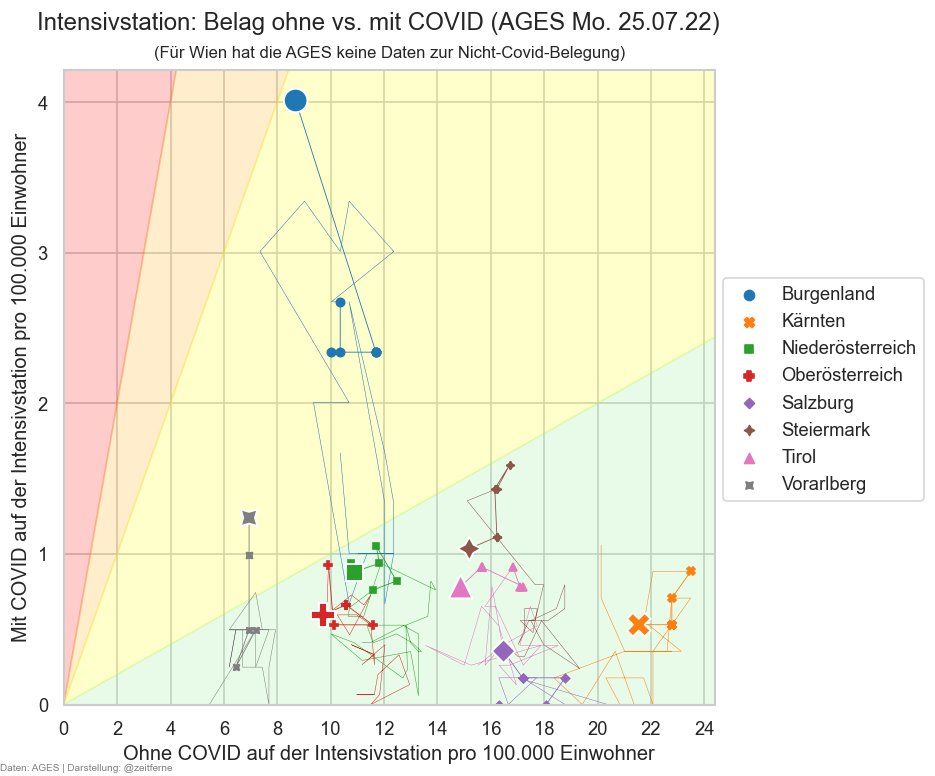 Intensivstation: Belag ohne vs. mit COVID (AGES Mo. 25.07.22)
(Für Wien hat die AGES keine Daten zur Nicht-Covid-Belegung)
Mit COVID auf der Intensivstation pro 100.000 Einwohner
4
3
2
1
0
0 2 4 6 8 10 12 14 16 18 20 22 24
Ohne COVID auf der Intensivstation pro 100.000 Einwohner
Burgenland
Kärnten
Niederösterreich
Oberösterreich
Salzburg
Steiermark
Tirol
Vorarlberg
Daten: AGES | Darstellung: @zeitferne